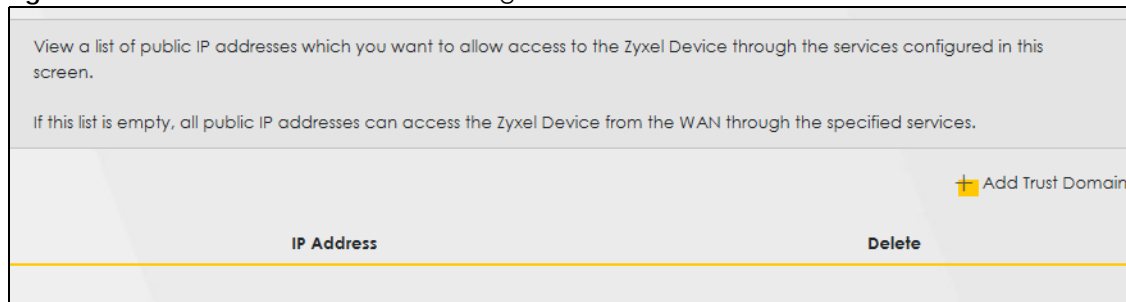 View a list of public IP addresses which you want to allow access to the Zyxel Device through the services configured in this
screen.
If this list is empty, all public IP addresses can access the Zyxel Device from the WAN through the specified services.
+ Add Trust Domain
IP Address Delete